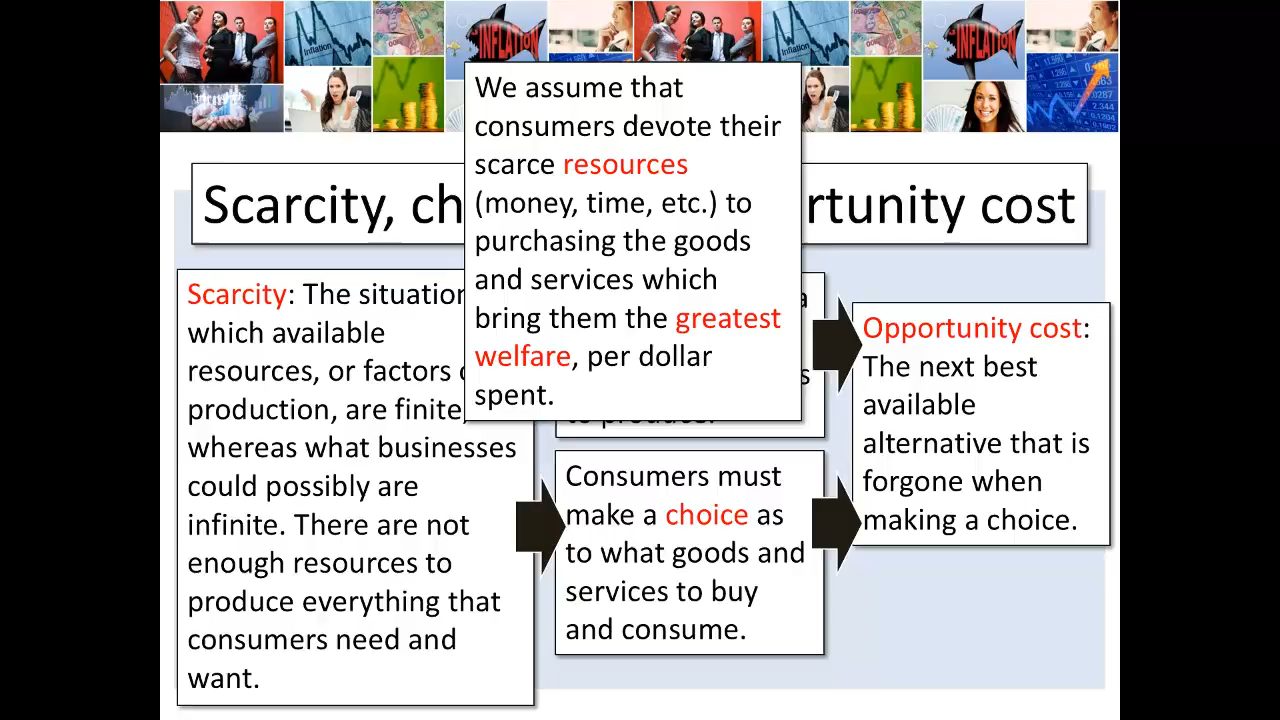 Inflation
INFLATION
Inflation
INFLATION
We assume that
consumers devote their
scarce resources
(money, time, etc.) to
purchasing the goods
and services which
bring them the greatest
welfare, per dollar
spent.
Scarcity, ch
rtunity cost
Scarcity: The situation
which available
resources, or factors
production, are finite,
whereas what businesses
could possibly are
infinite. There are not
enough resources to
produce everything that
consumers need and
want.
a
s
to produce.
Consumers must
make a choice as
to what goods and
services to buy
and consume.
Opportunity cost:
The next best
available
alternative that is
forgone when
making a choice.